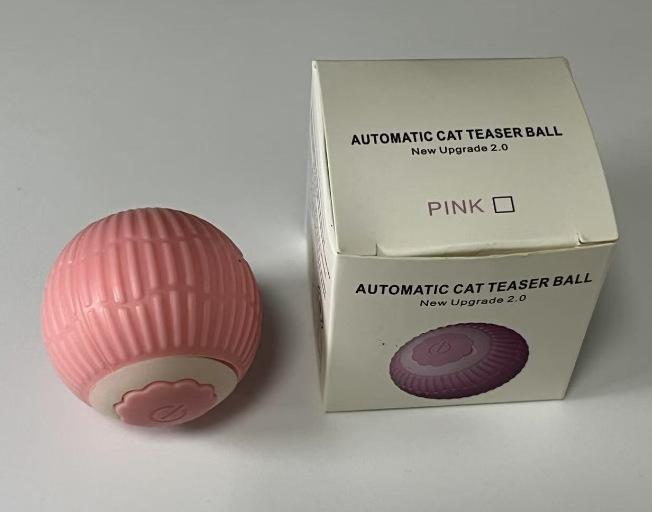 AUTOMATIC CAT TEASER BALL
New Upgrade 2.0
PINK
AUTOMATIC CAT TEASER BALL
New Upgrade 2.0